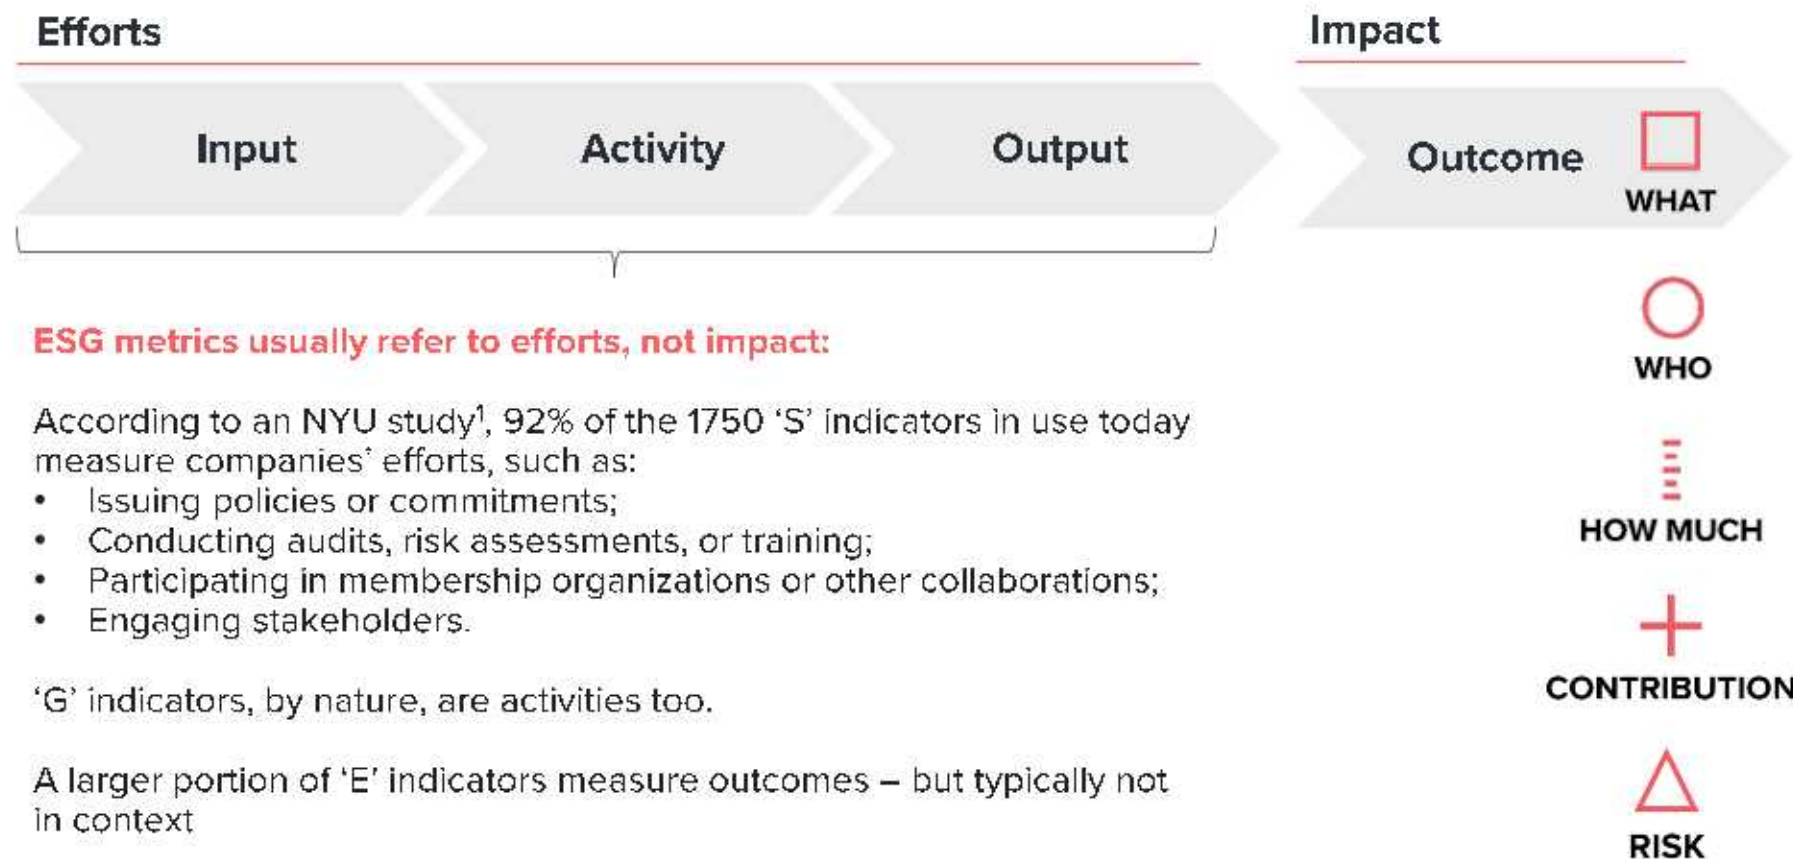 Efforts
Impact
Input
Activity
Output
Outcome
WHAT
WHO
HOW MUCH
CONTRIBUTION
RISK
ESG metrics usually refer to efforts, not impact:
According to an NYU study¹, 92% of the 1750 ‘S’ indicators in use today
measure companies’ efforts, such as:
• Issuing policies or commitments;
• Conducting audits, risk assessments, or training;
• Participating in membership organizations or other collaborations;
• Engaging stakeholders.
‘G’ indicators, by nature, are activities too.
A larger portion of ‘E’ indicators measure outcomes – but typically not
in context